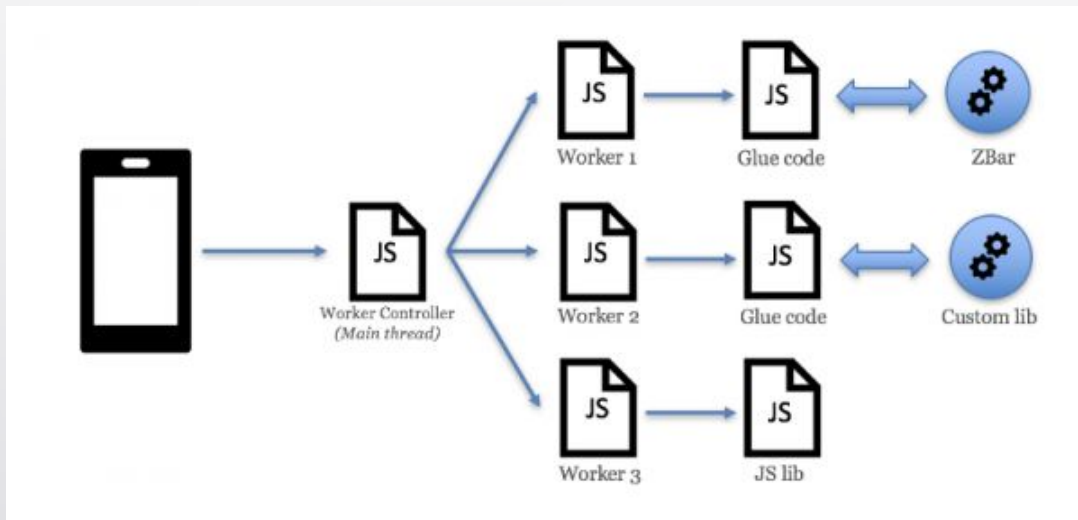 JS
Worker 1
JS
Glue code
ZBar
JS
Worker Controller
(Main thread)
JS
Worker 2
JS
Glue code
Custom lib
JS
Worker 3
JS
JS lib